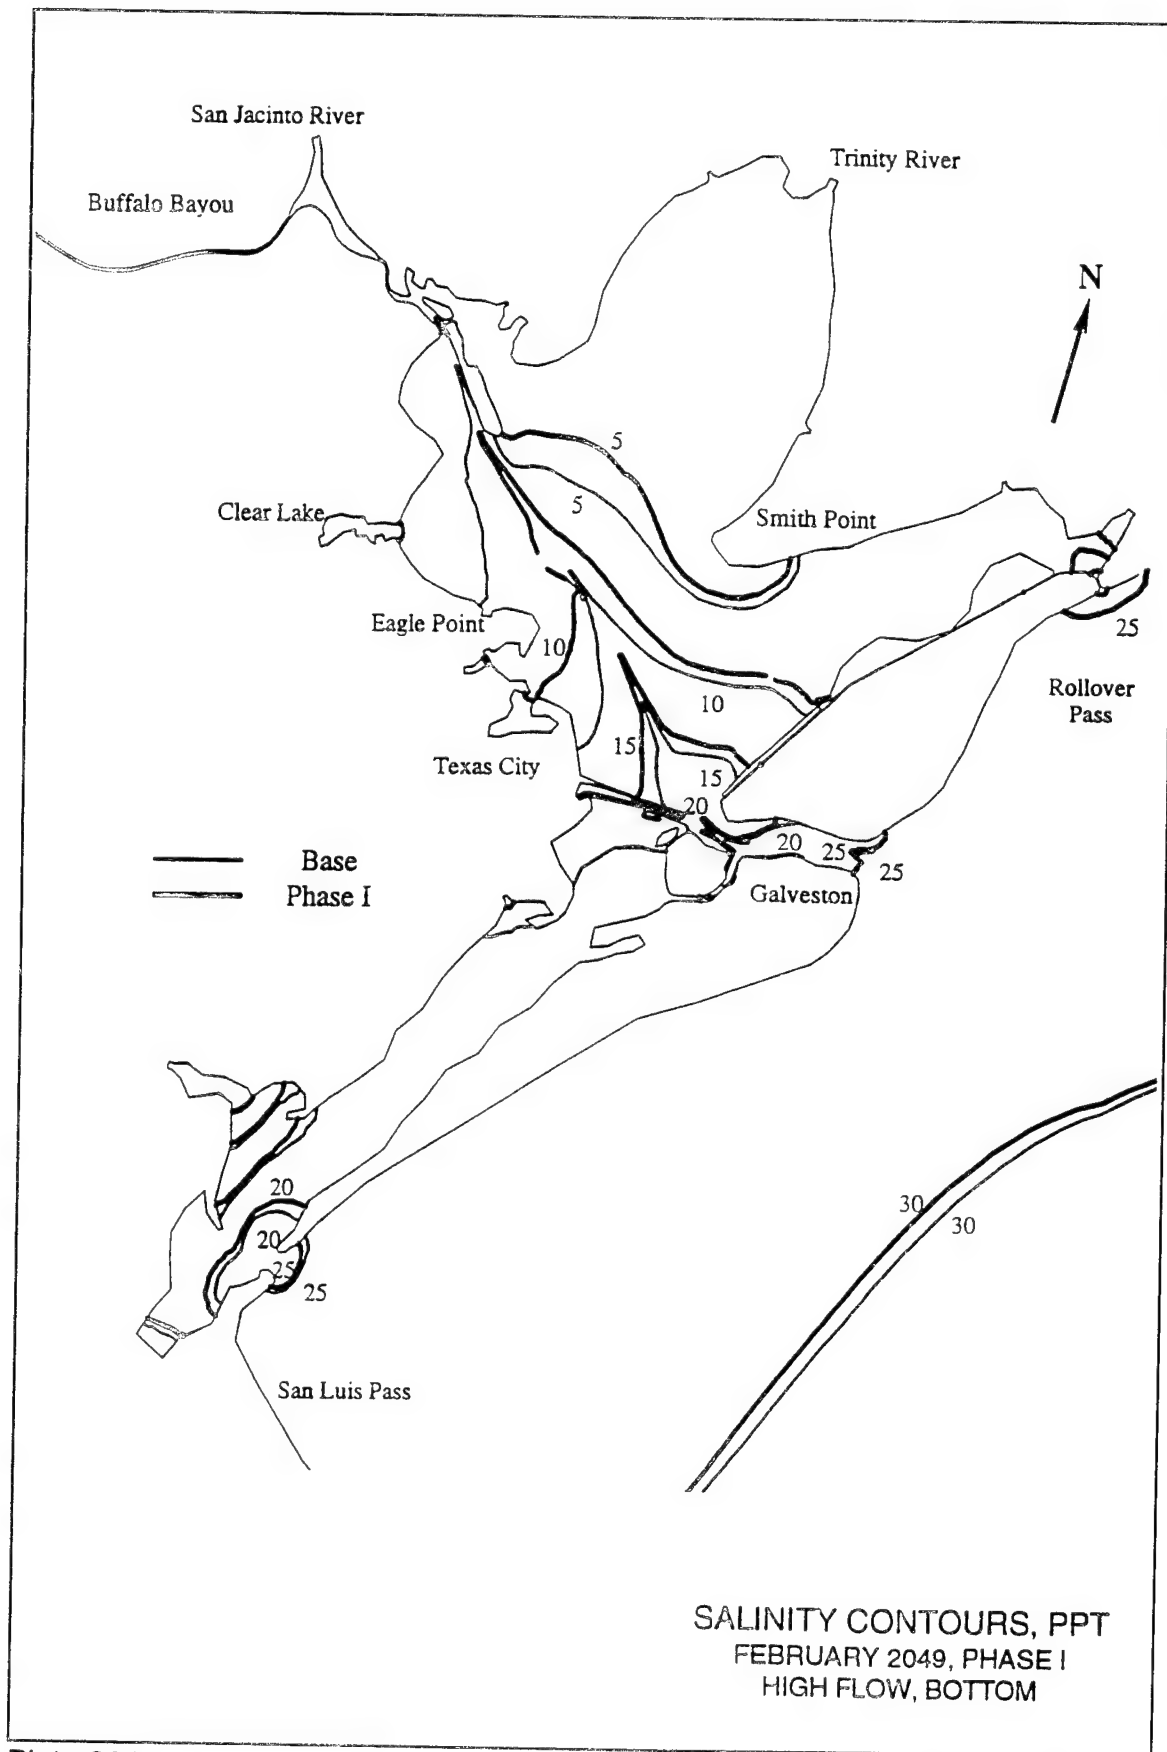 San Jacinto River
Trinity River
Buffalo Bayou
N
5
5
Clear Lake
Smith Point
Eagle Point
25
10
Rollover
Pass
10
15
Texas City
15
20
20
25
25
Base
Phase I
Galveston
20
30
30
20
25
25
San Luis Pass
SALINITY CONTOURS, PPT
FEBRUARY 2049, PHASE I
HIGH FLOW, BOTTOM